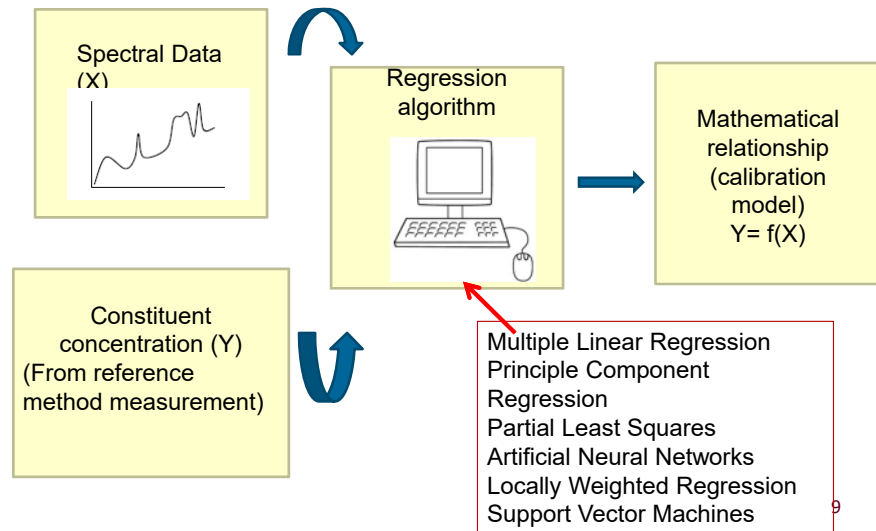 Spectral Data
(X)
Regression
algorithm
Mathematical
relationship
(calibration
model)
Y= f(X)
Constituent
concentration (Y)
(From reference
method measurement)
Multiple Linear Regression
Principle Component
Regression
Partial Least Squares
Artificial Neural Networks
Locally Weighted Regression
Support Vector Machines
9